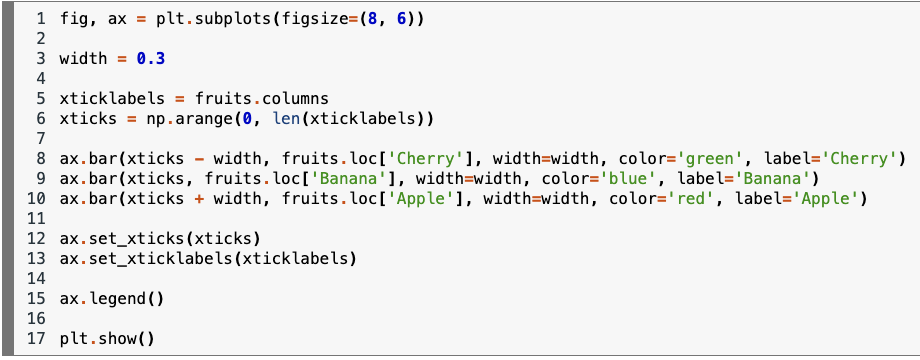 1 fig, ax = plt.subplots(figsize=(8, 6))
2
3 width = 0.3
4
5 xticklabels = fruits.columns
6 xticks = np.arange(0, len(xticklabels))
7
8 ax.bar(xticks - width, fruits.loc['Cherry'], width=width, color='green', label='Cherry')
9 ax.bar(xticks, fruits.loc['Banana'], width=width, color='blue', label='Banana')
10 ax.bar(xticks + width, fruits.loc['Apple'], width=width, color='red', label='Apple')
11
12 ax.set_xticks(xticks)
13 ax.set_xticklabels(xticklabels)
14
15 ax.legend()
16
17 plt.show()